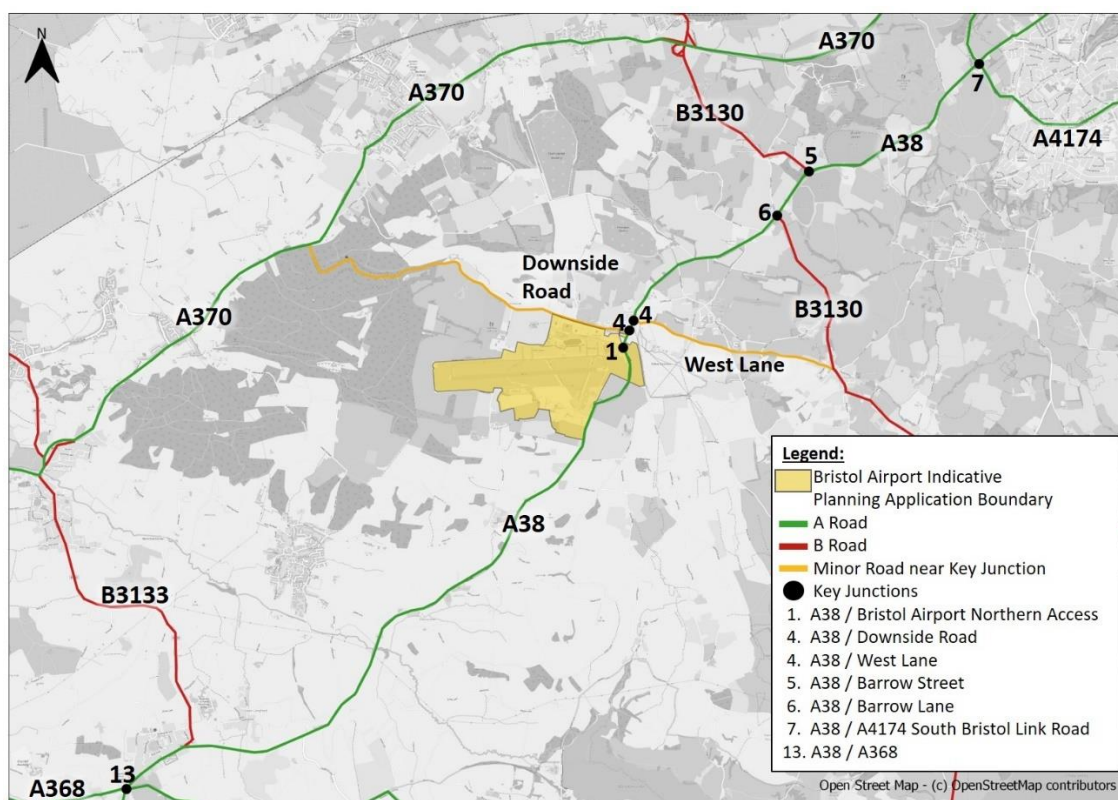 N
A370
A370
B3130
A38
7
A4174
5
6
Downside
Road
4
4
1
West Lane
B3130
A370
A38
B3133
A368
13
Legend:
Bristol Airport Indicative
Planning Application Boundary
A Road
B Road
Minor Road near Key Junction
Key Junctions
1. A38 / Bristol Airport Northern Access
4. A38 / Downside Road
4. A38 / West Lane
5. A38 / Barrow Street
6. A38 / Barrow Lane
7. A38 / A4174 South Bristol Link Road
13. A38 / A368
Open Street Map - (c) OpenStreetMap contributors